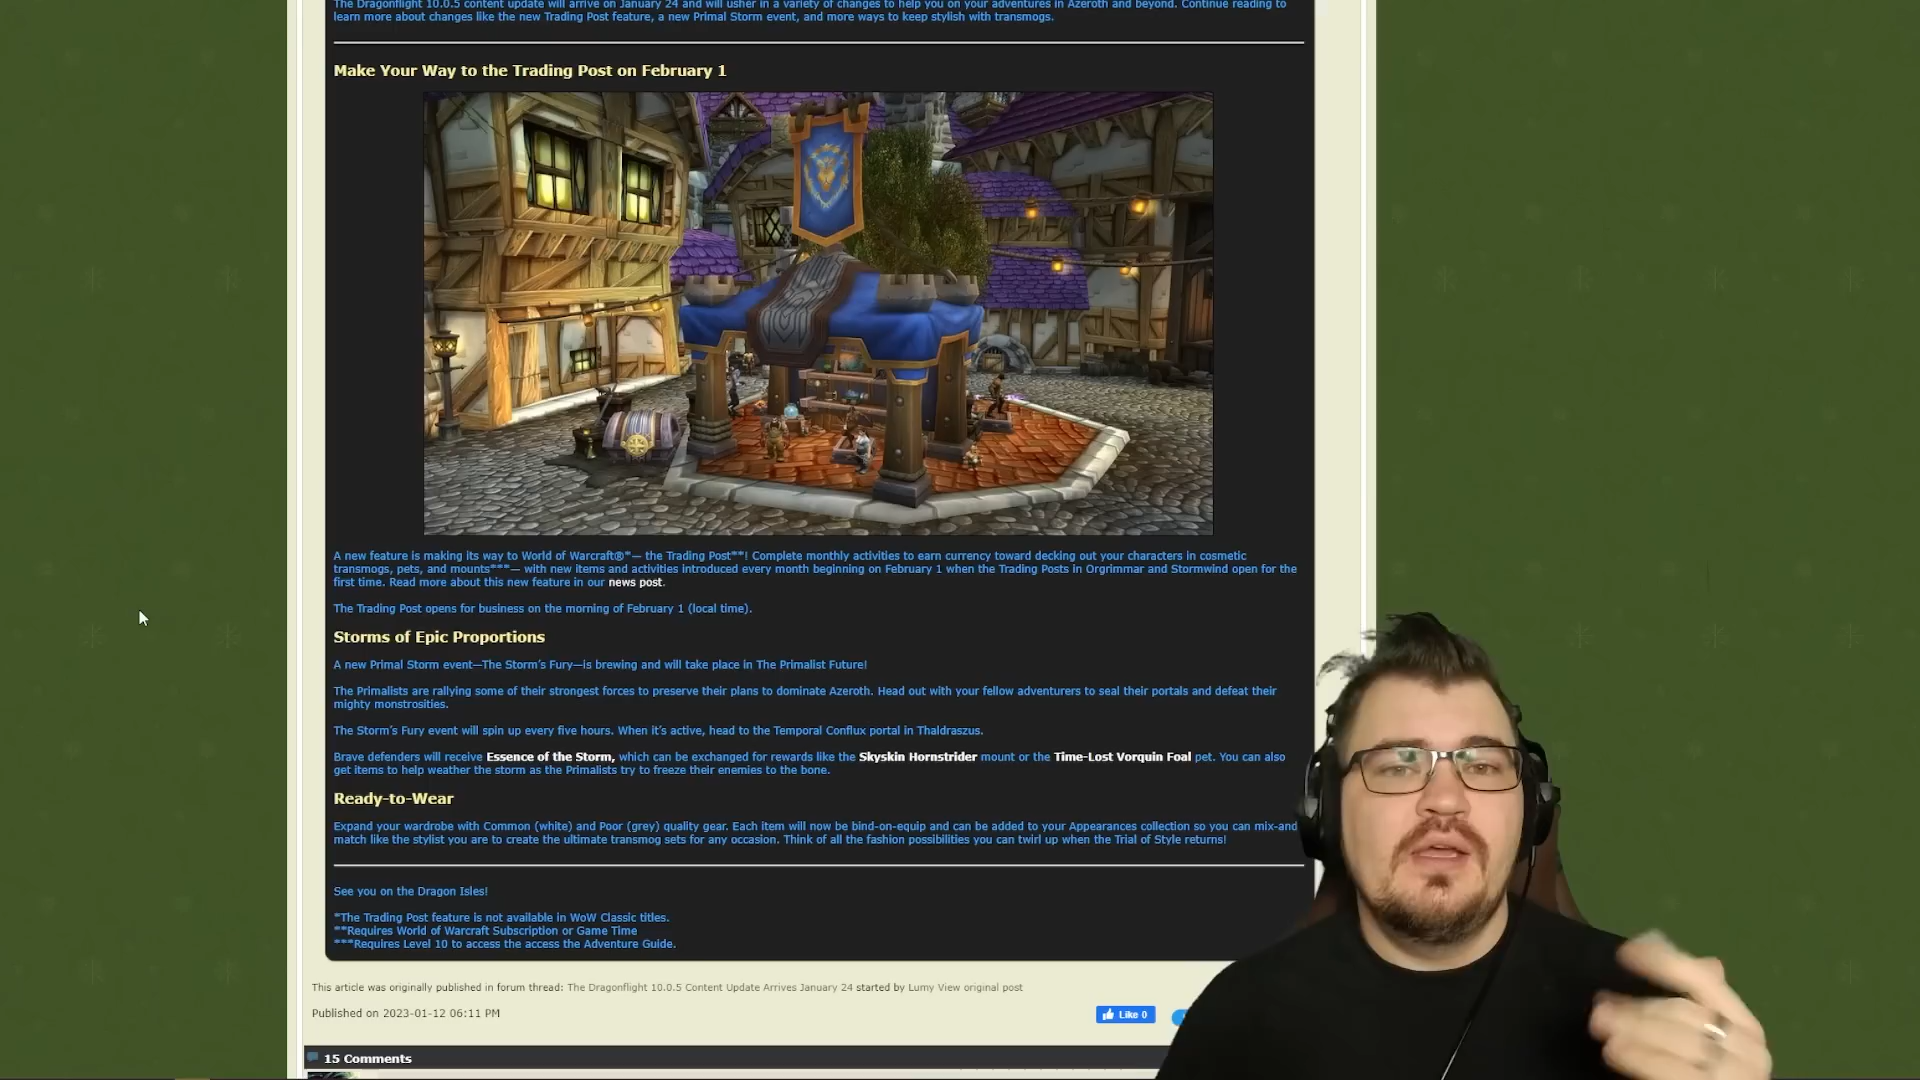 The Dragonflight 10.0.5 content update will arrive on January 24 and will usher in a variety of changes to help you on your adventures in Azeroth and beyond. Continue reading to
learn more about changes like the new Trading Post feature, a new Primal Storm event, and more ways to keep stylish with transmogs.
Make Your Way to the Trading Post on February 1
A new feature is making its way to World of Warcraft®*— the Trading Post**! Complete monthly activities to earn currency toward decking out your characters in cosmetic
transmogs, pets, and mounts***— with new items and activities introduced every month beginning on February 1 when the Trading Posts in Orgrimmar and Stormwind open for the
first time. Read more about this new feature in our news post.
The Trading Post opens for business on the morning of February 1 (local time).
Storms of Epic Proportions
A new Primal Storm event—The Storm's Fury—is brewing and will take place in The Primalist Future!
The Primalists are rallying some of their strongest forces to preserve their plans to dominate Azeroth. Head out with your fellow adventurers to seal their portals and defeat their
mighty monstrosities.
The Storm's Fury event will spin up every five hours. When it's active, head to the Temporal Conflux portal in Thaldraszus.
Brave defenders will receive Essence of the Storm, which can be exchanged for rewards like the Skyskin Hornstrider mount or the Time-Lost Vorquin Foal pet. You can also
get items to help weather the storm as the Primalists try to freeze their enemies to the bone.
Ready-to-Wear
Expand your wardrobe with Common (white) and Poor (grey) quality gear. Each item will now be bind-on-equip and can be added to your Appearances collection so you can mix-and
match like the stylist you are to create the ultimate transmog sets for any occasion. Think of all the fashion possibilities you can twirl up when the Trial of Style returns!
See you on the Dragon Isles!
*The Trading Post feature is not available in WoW Classic titles.
**Requires World of Warcraft Subscription or Game Time
***Requires Level 10 to access the access the Adventure Guide.
This article was originally published in forum thread: The Dragonflight 10.0.5 Content Update Arrives January 24 started by Lumy View original post
Published on 2023-01-12 06:11 PM
Like 0
15 Comments